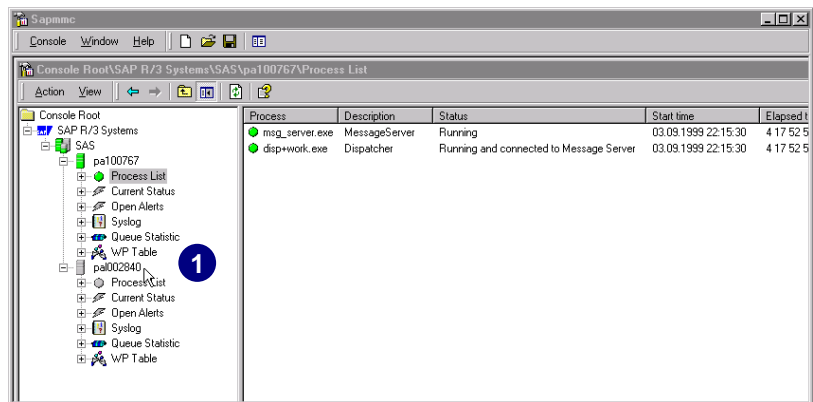 Sapmmc
Console Window Help
Console Root\SAP R/3 Systems\SAS\pa100767\Process List
Action View
Console Root
SAP R/3 Systems
SAS
pa100767
Process List
Current Status
Open Alerts
Syslog
Queue Statistic
WP Table
pal002840
Process List
Current Status
Open Alerts
Syslog
Queue Statistic
WP Table
1
Process Description Status Start time Elapsed t
msg_server.exe MessageServer Running 03.09.1999 22:15:30 4 17 52 5
disp+work.exe Dispatcher Running and connected to Message Server 03.09.1999 22:15:30 4 17 52 5